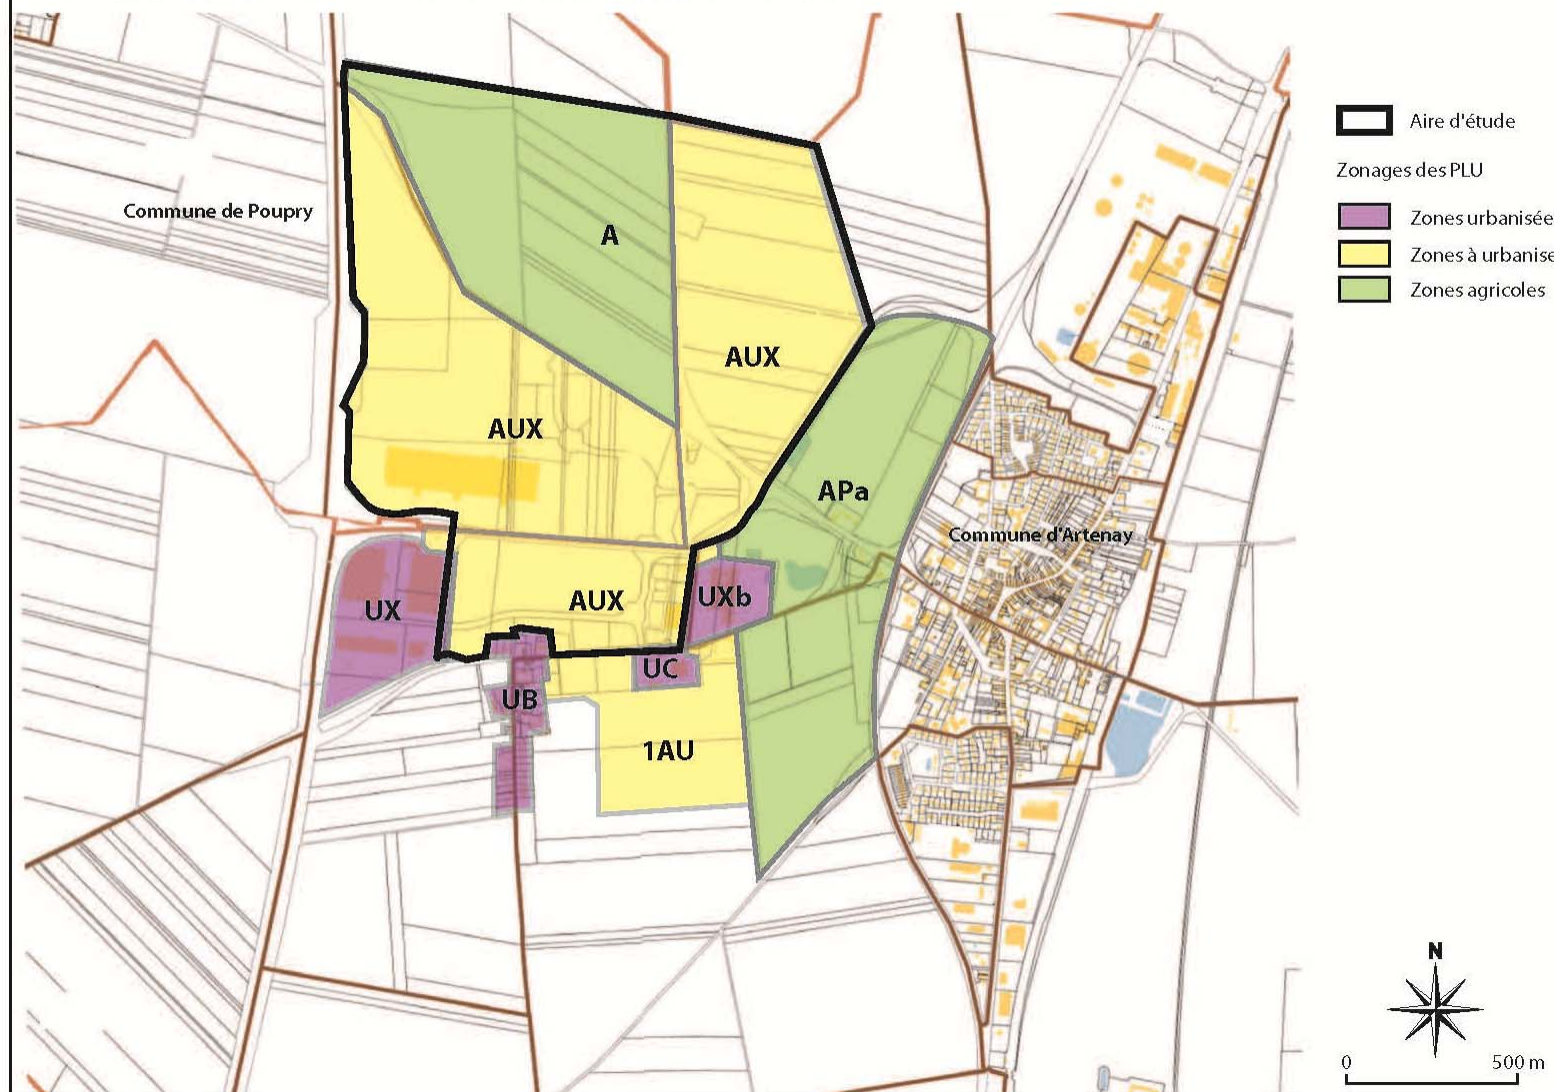 Aire d'étude
Zonages des PLU
Zones urbanisée
Zones à urbanise
Zones agricoles
Commune de Poupry
A
AUX
AUX
APa
Commune d'Artenay
AUX
UXb
UX
UC
UB
1AU
N
0 500 m